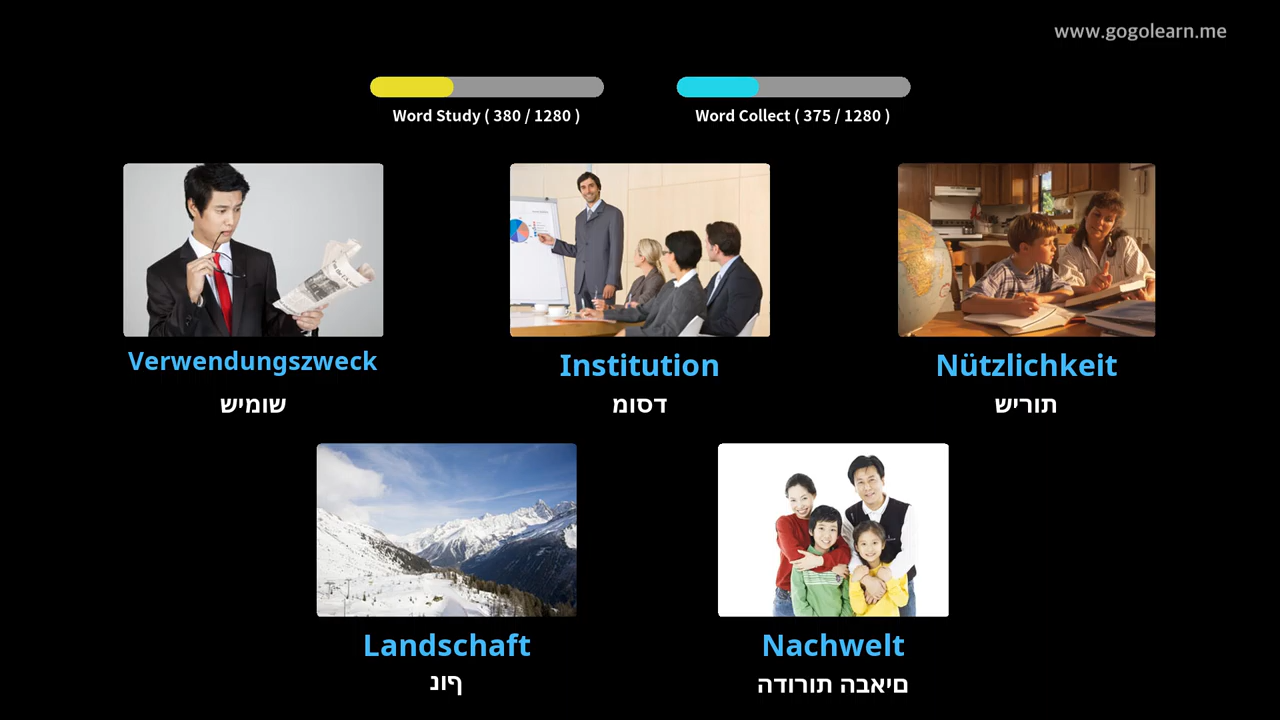 www.gogolearn.me
Word Study ( 380 / 1280 )
Word Collect ( 375 / 1280 )
Verwendungszweck
שימוש
Institution
מוסד
Nützlichkeit
שירות
Landschaft
נוף
Nachwelt
הדורות הבאים